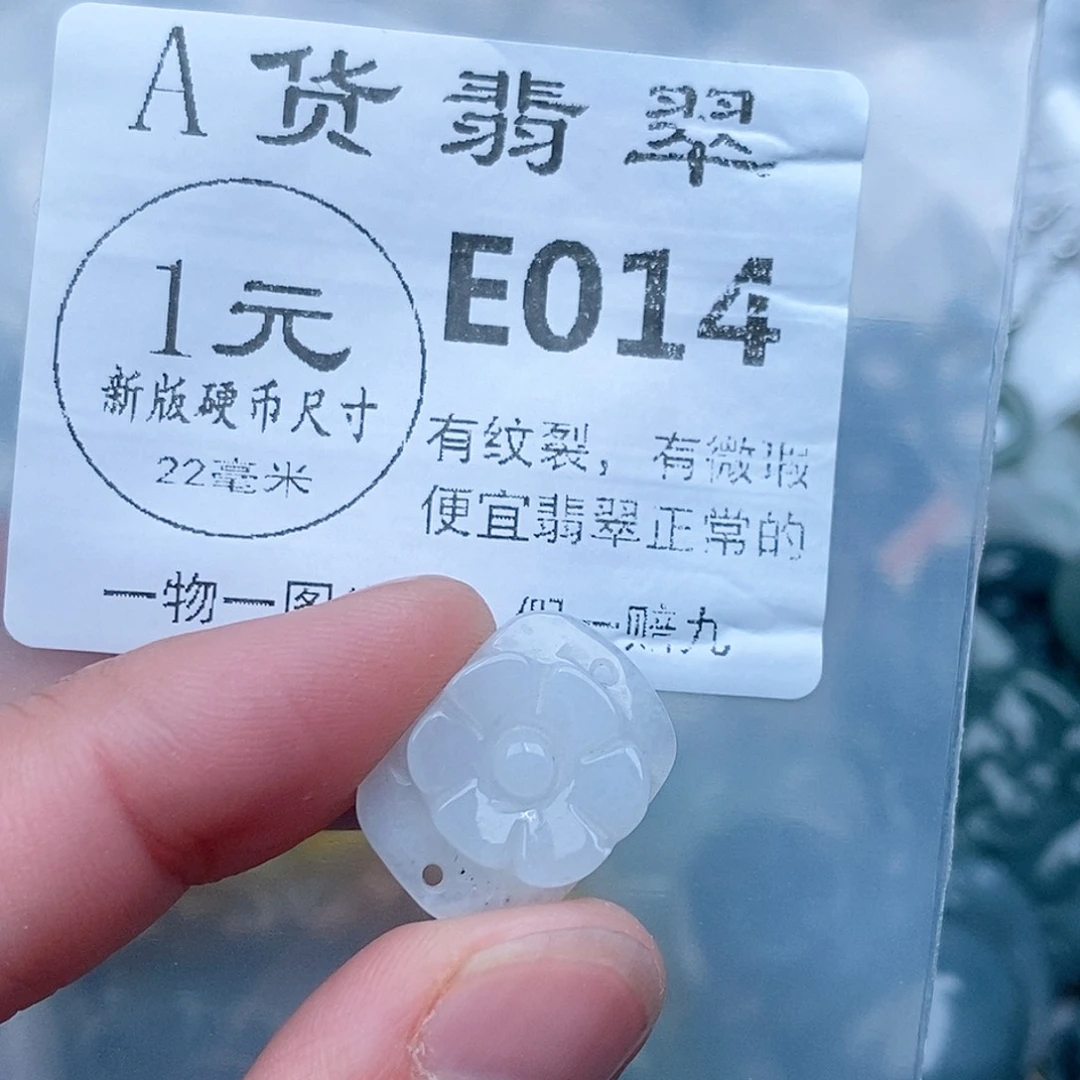 A货翡翠
E014
1元
新版硬币尺寸
22毫米
有纹裂，有微瑕
便宜翡翠正常的
一物一图 一赔九